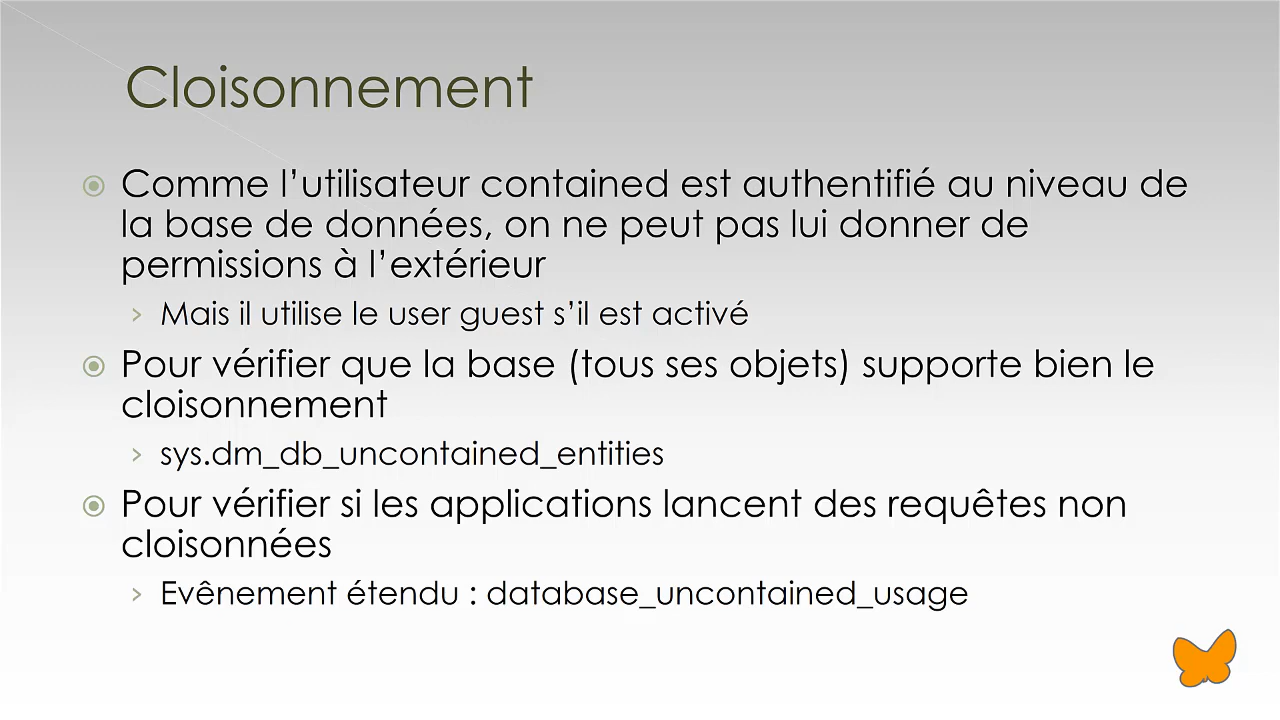 Cloisonnement
Comme l’utilisateur contained est authentifié au niveau de
la base de données, on ne peut pas lui donner de
permissions à l’extérieur
Mais il utilise le user guest s’il est activé
Pour vérifier que la base (tous ses objets) supporte bien le
cloisonnement
sys.dm_db_uncontained_entities
Pour vérifier si les applications lancent des requêtes non
cloisonnées
Evênement étendu : database_uncontained_usage